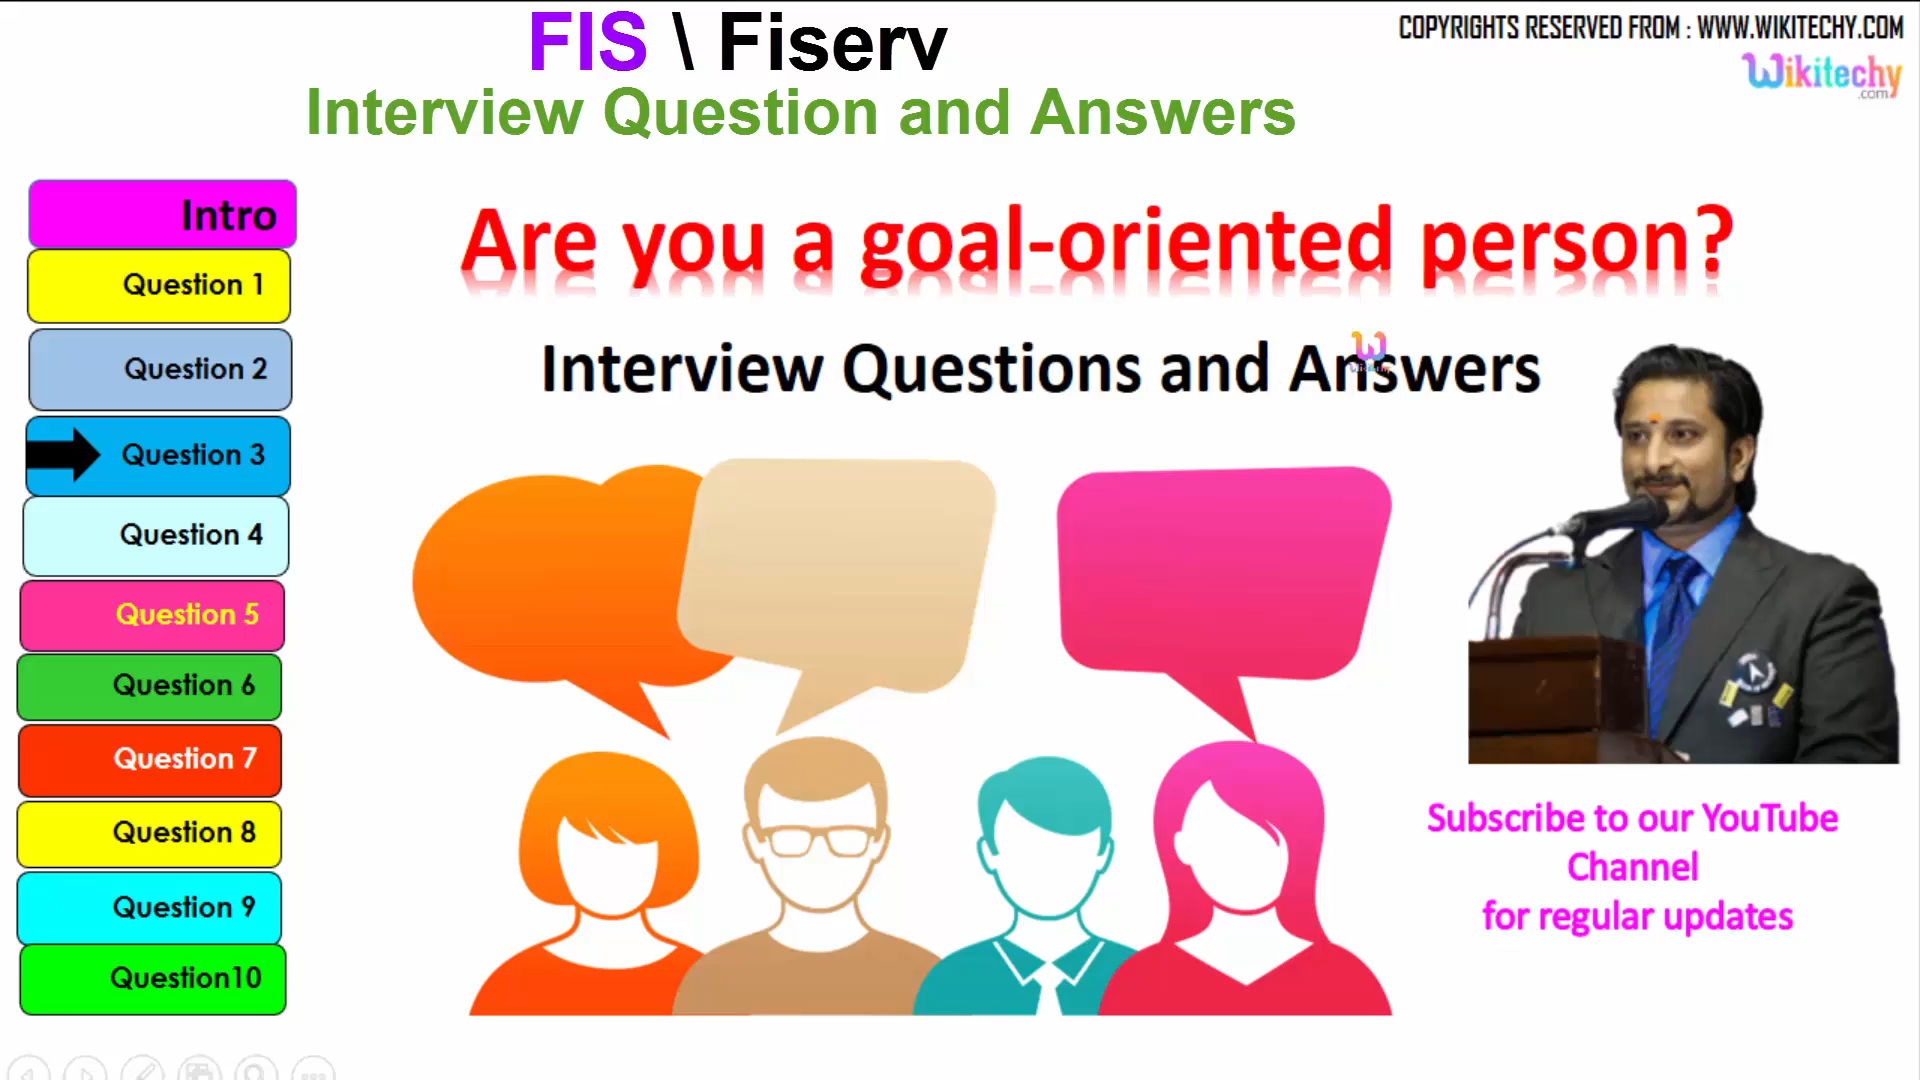 FIS \ Fiserv
Interview Question and Answers
COPYRIGHTS RESERVED FROM : WWW.WIKITECHY.COM
Wikitechy
.com
Intro
Question 1
Question 2
Question 3
Question 4
Question 5
Question 6
Question 7
Question 8
Question 9
Question10
Are you a goal-oriented person?
Interview Questions and Answers
Subscribe to our YouTube
Channel
for regular updates